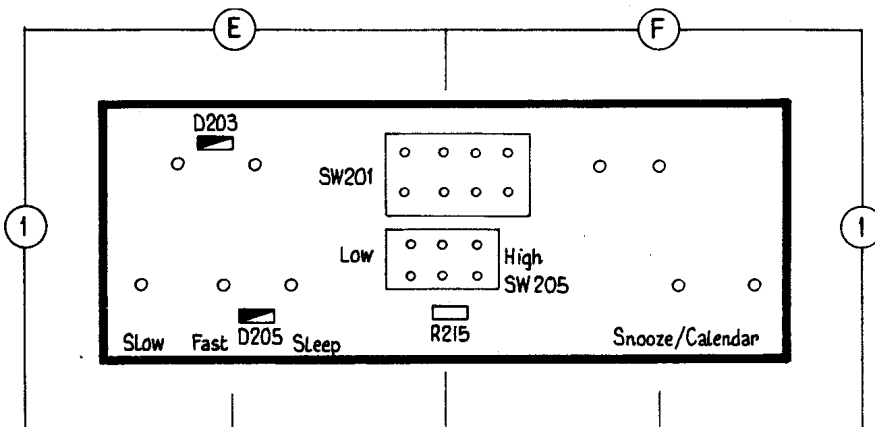 E
F
D203
SW201
1
1
Low
High
SW205
Slow
Fast
D205
Sleep
R215
Snooze/Calendar